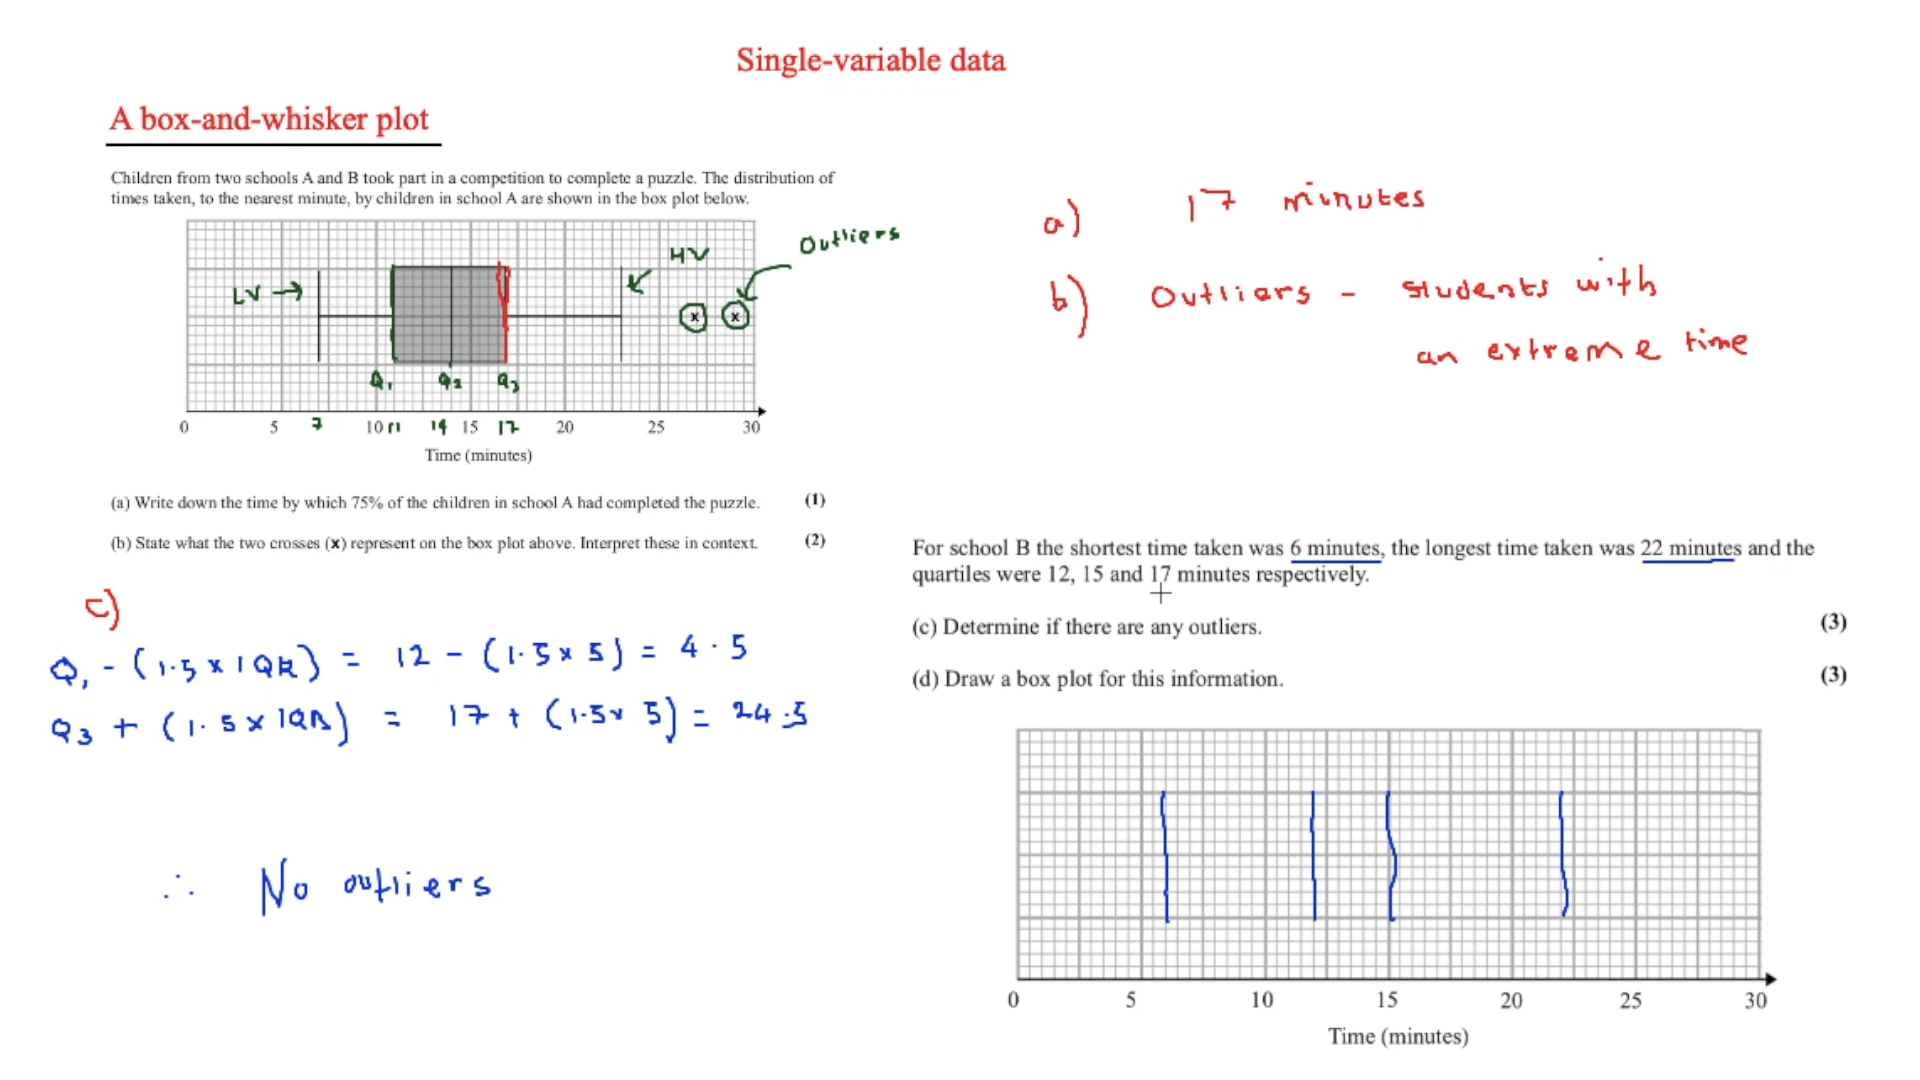 Single-variable data
A box-and-whisker plot
Children from two schools A and B took part in a competition to complete a puzzle. The distribution of
times taken, to the nearest minute, by children in school A are shown in the box plot below.
Outliers
HV
LV
x x
Q1 Q2 Q3
0 5 7 10 11 14 15 17 20 25 30
Time (minutes)
(a) Write down the time by which 75% of the children in school A had completed the puzzle. (1)
(b) State what the two crosses (x) represent on the box plot above. Interpret these in context. (2)
c)
Q1 - (1.5 x IQR) = 12 - (1.5 x 5) = 4.5
Q3 + (1.5 x IQR) = 17 + (1.5 x 5) = 24.5
∴ No outliers
a) 17 minutes
b) Outliars - students with
an extreme time
For school B the shortest time taken was 6 minutes, the longest time taken was 22 minutes and the
quartiles were 12, 15 and 17 minutes respectively.
(c) Determine if there are any outliers. (3)
(d) Draw a box plot for this information. (3)
0 5 10 15 20 25 30
Time (minutes)